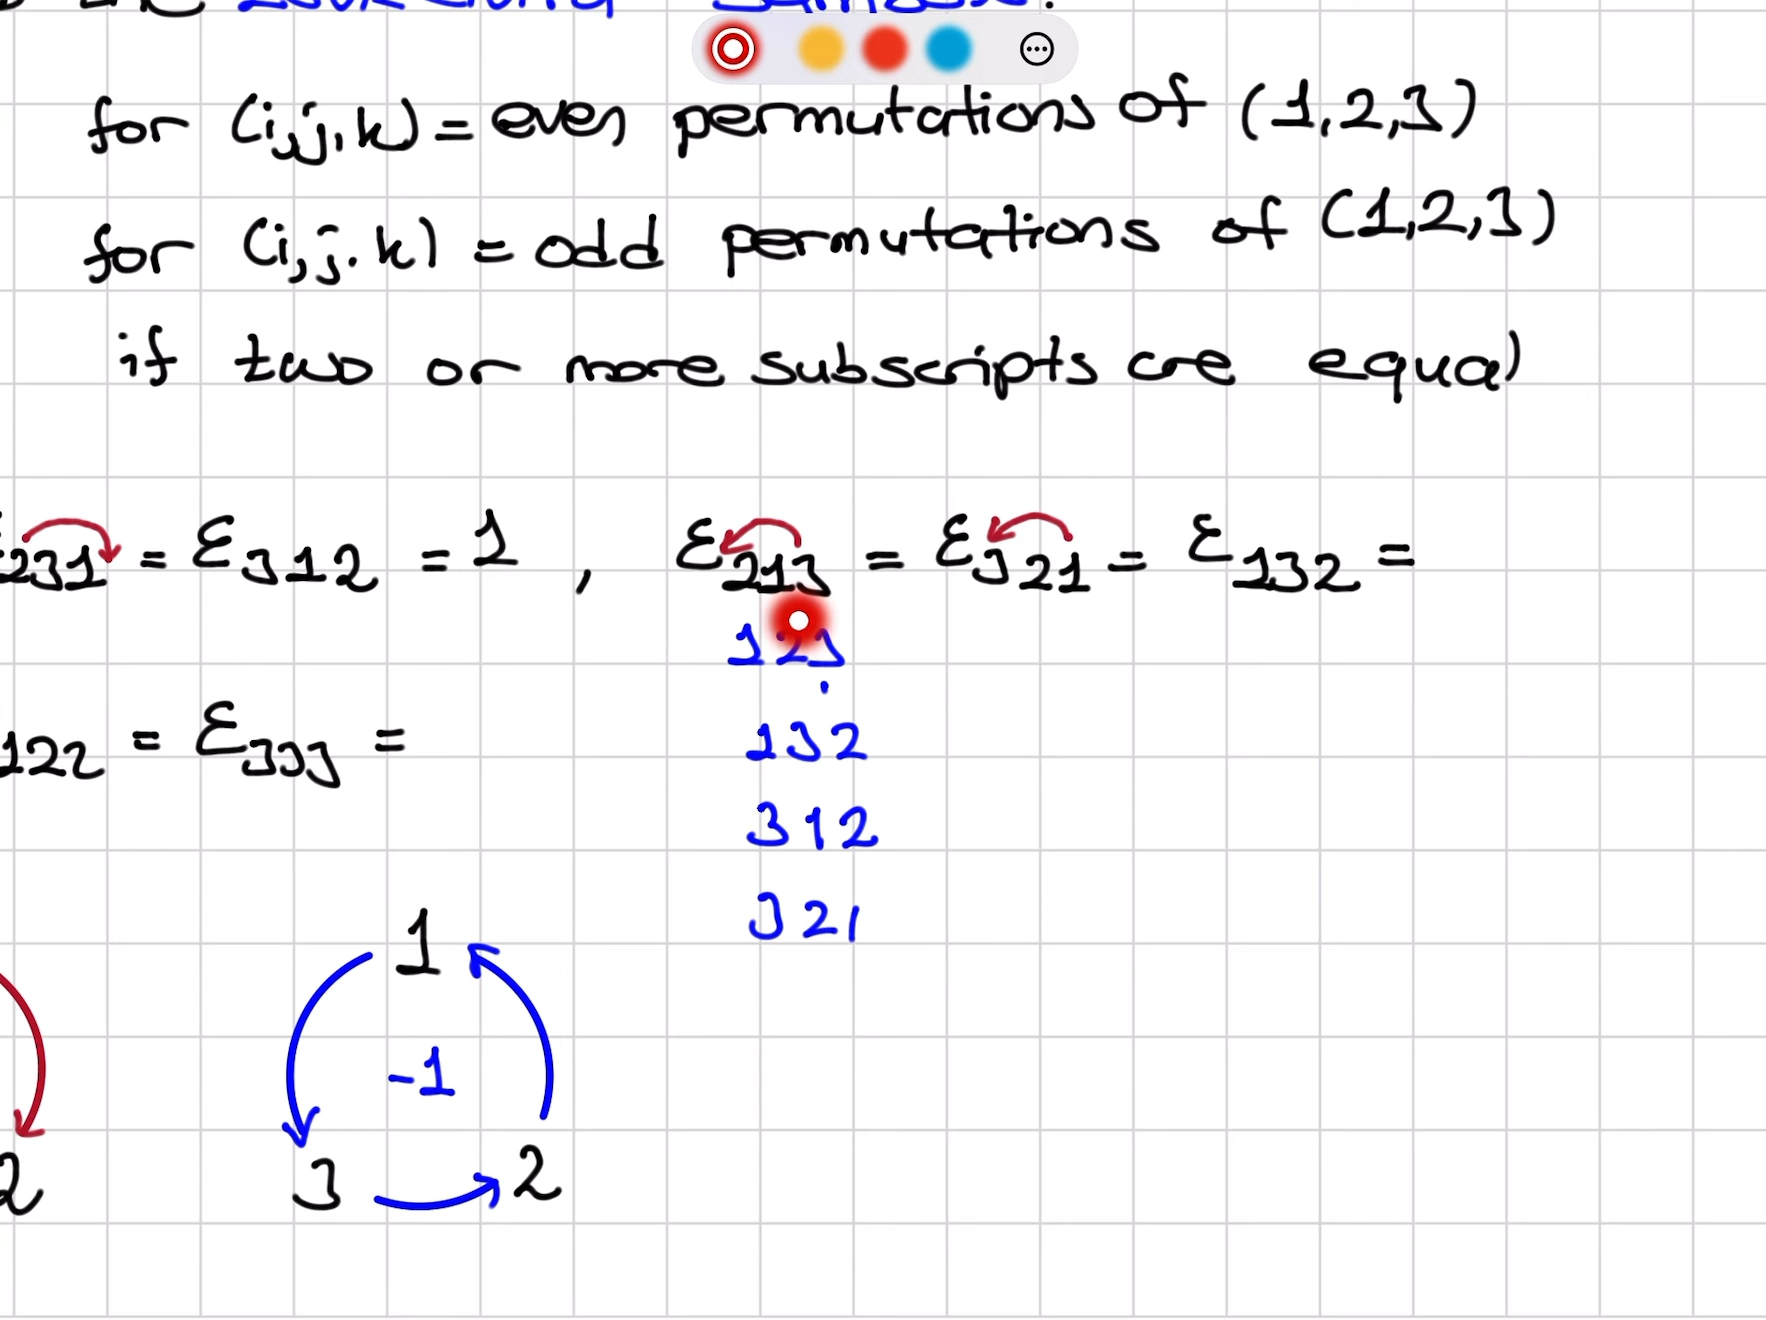 for (i,j,k) = even permutations of (1,2,3)
for (i,j,k) = odd permutations of (1,2,3)
if two or more subscripts are equal
231 = ε312 = 1 , ε213 = ε321 = ε132 =
123
122 = ε333 =
132
312
321
1
-1
2
3
2